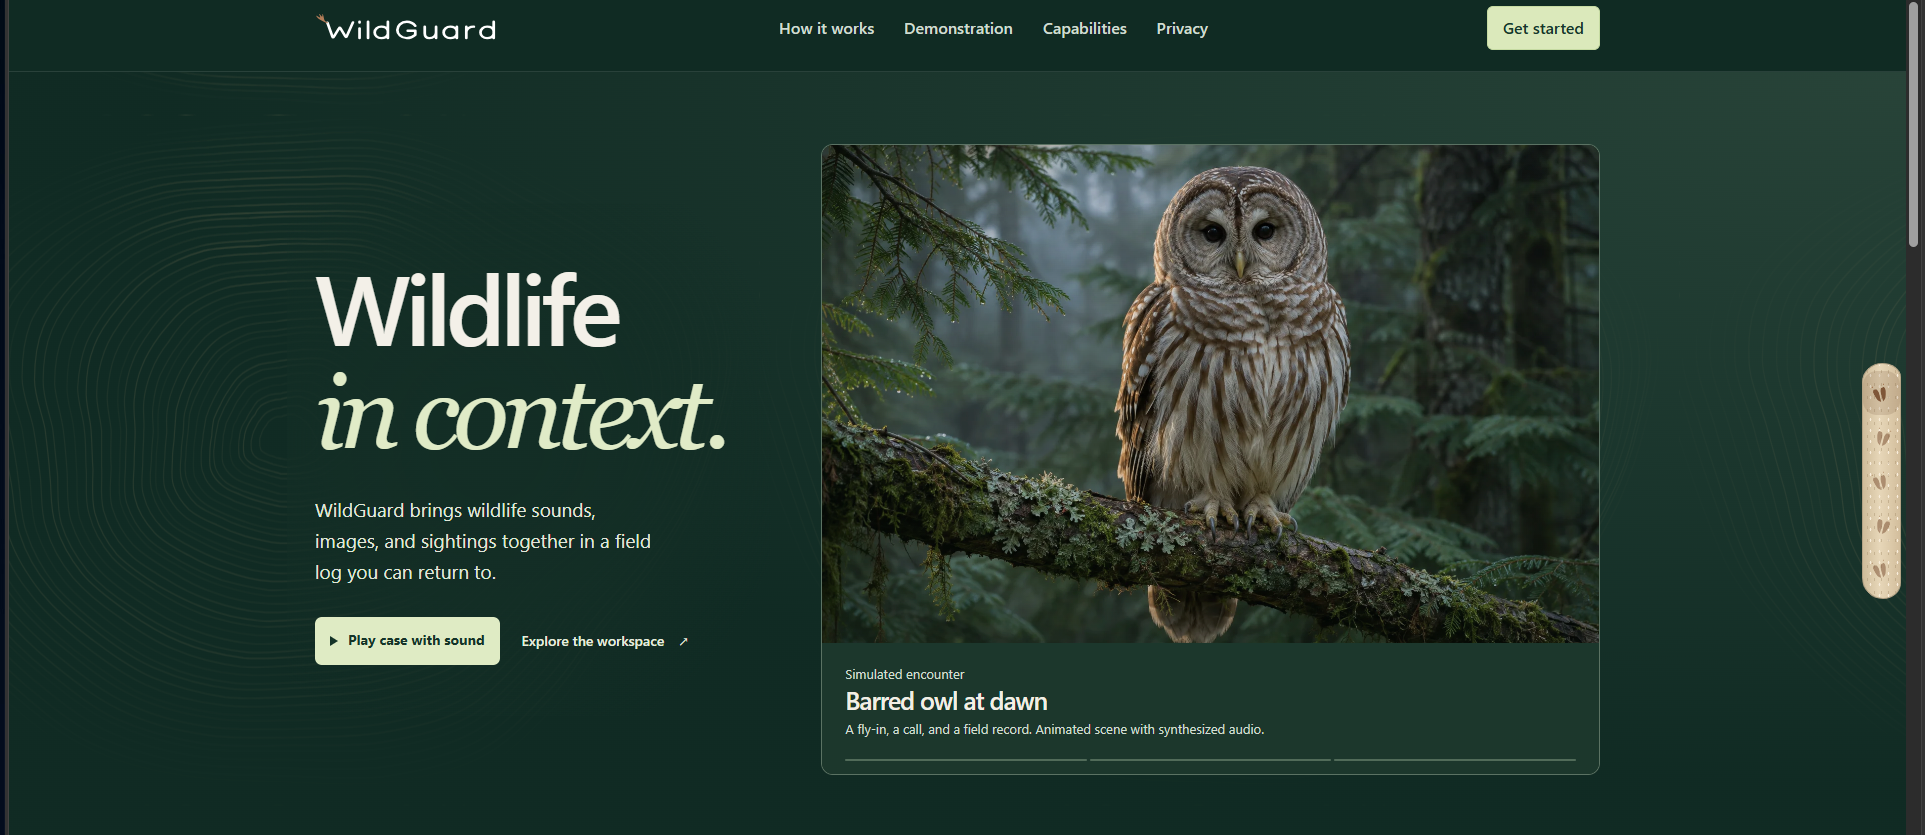 WildGuard
How it works
Demonstration
Capabilities
Privacy
Get started
Wildlife
in context.
WildGuard brings wildlife sounds,
images, and sightings together in a field
log you can return to.
Play case with sound
Explore the workspace ↗
Simulated encounter
Barred owl at dawn
A fly-in, a call, and a field record. Animated scene with synthesized audio.